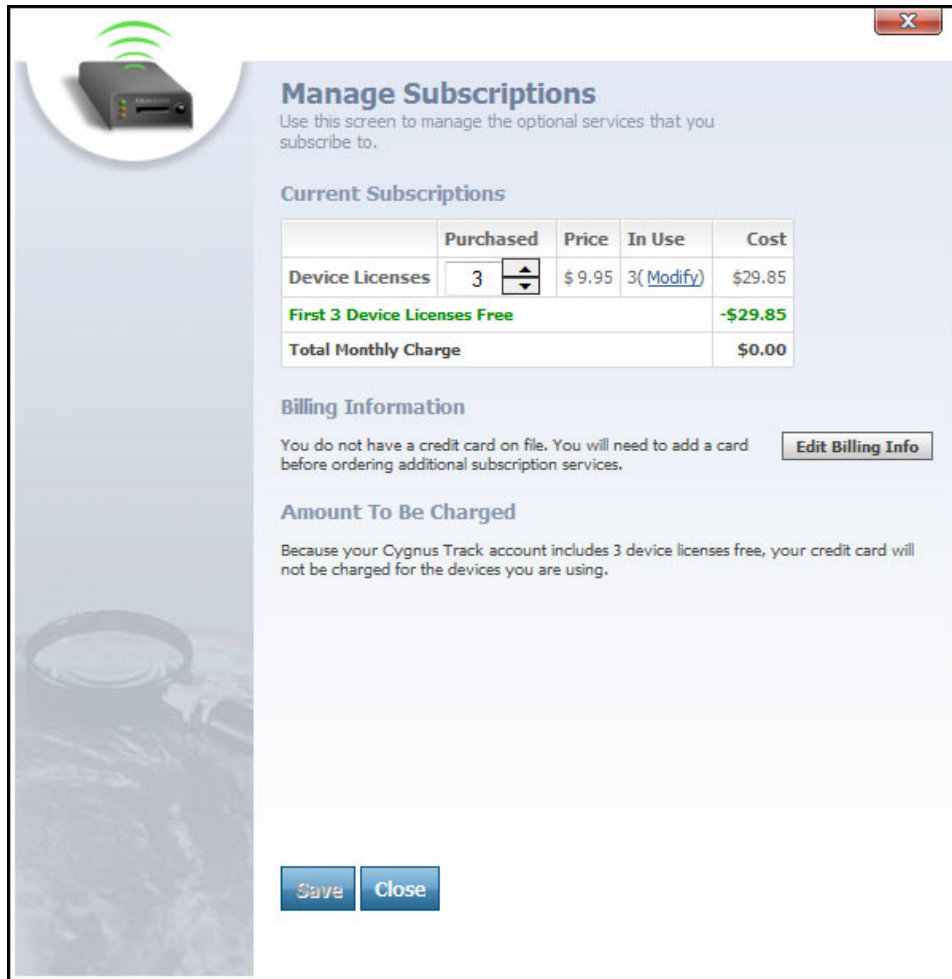 X
Manage Subscriptions
Use this screen to manage the optional services that you
subscribe to.
Current Subscriptions
Purchased Price In Use Cost
Device Licenses 3 $ 9.95 3( Modify) $29.85
First 3 Device Licenses Free -$29.85
Total Monthly Charge $0.00
Billing Information
You do not have a credit card on file. You will need to add a card
before ordering additional subscription services.
Edit Billing Info
Amount To Be Charged
Because your Cygnus Track account includes 3 device licenses free, your credit card will
not be charged for the devices you are using.
Save Close